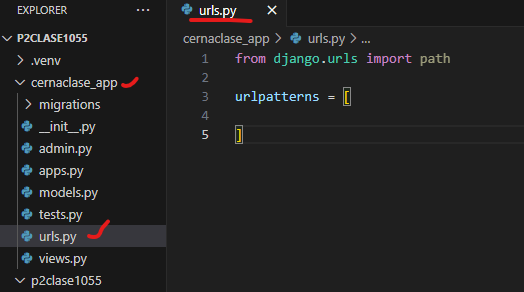 EXPLORER
P2CLASE1055
.venv
cernaclase_app
migrations
__init__.py
admin.py
apps.py
models.py
tests.py
urls.py
views.py
p2clase1055
urls.py
cernaclase_app > urls.py > ...
1 from django.urls import path
2
3 urlpatterns = [
4
5 ]